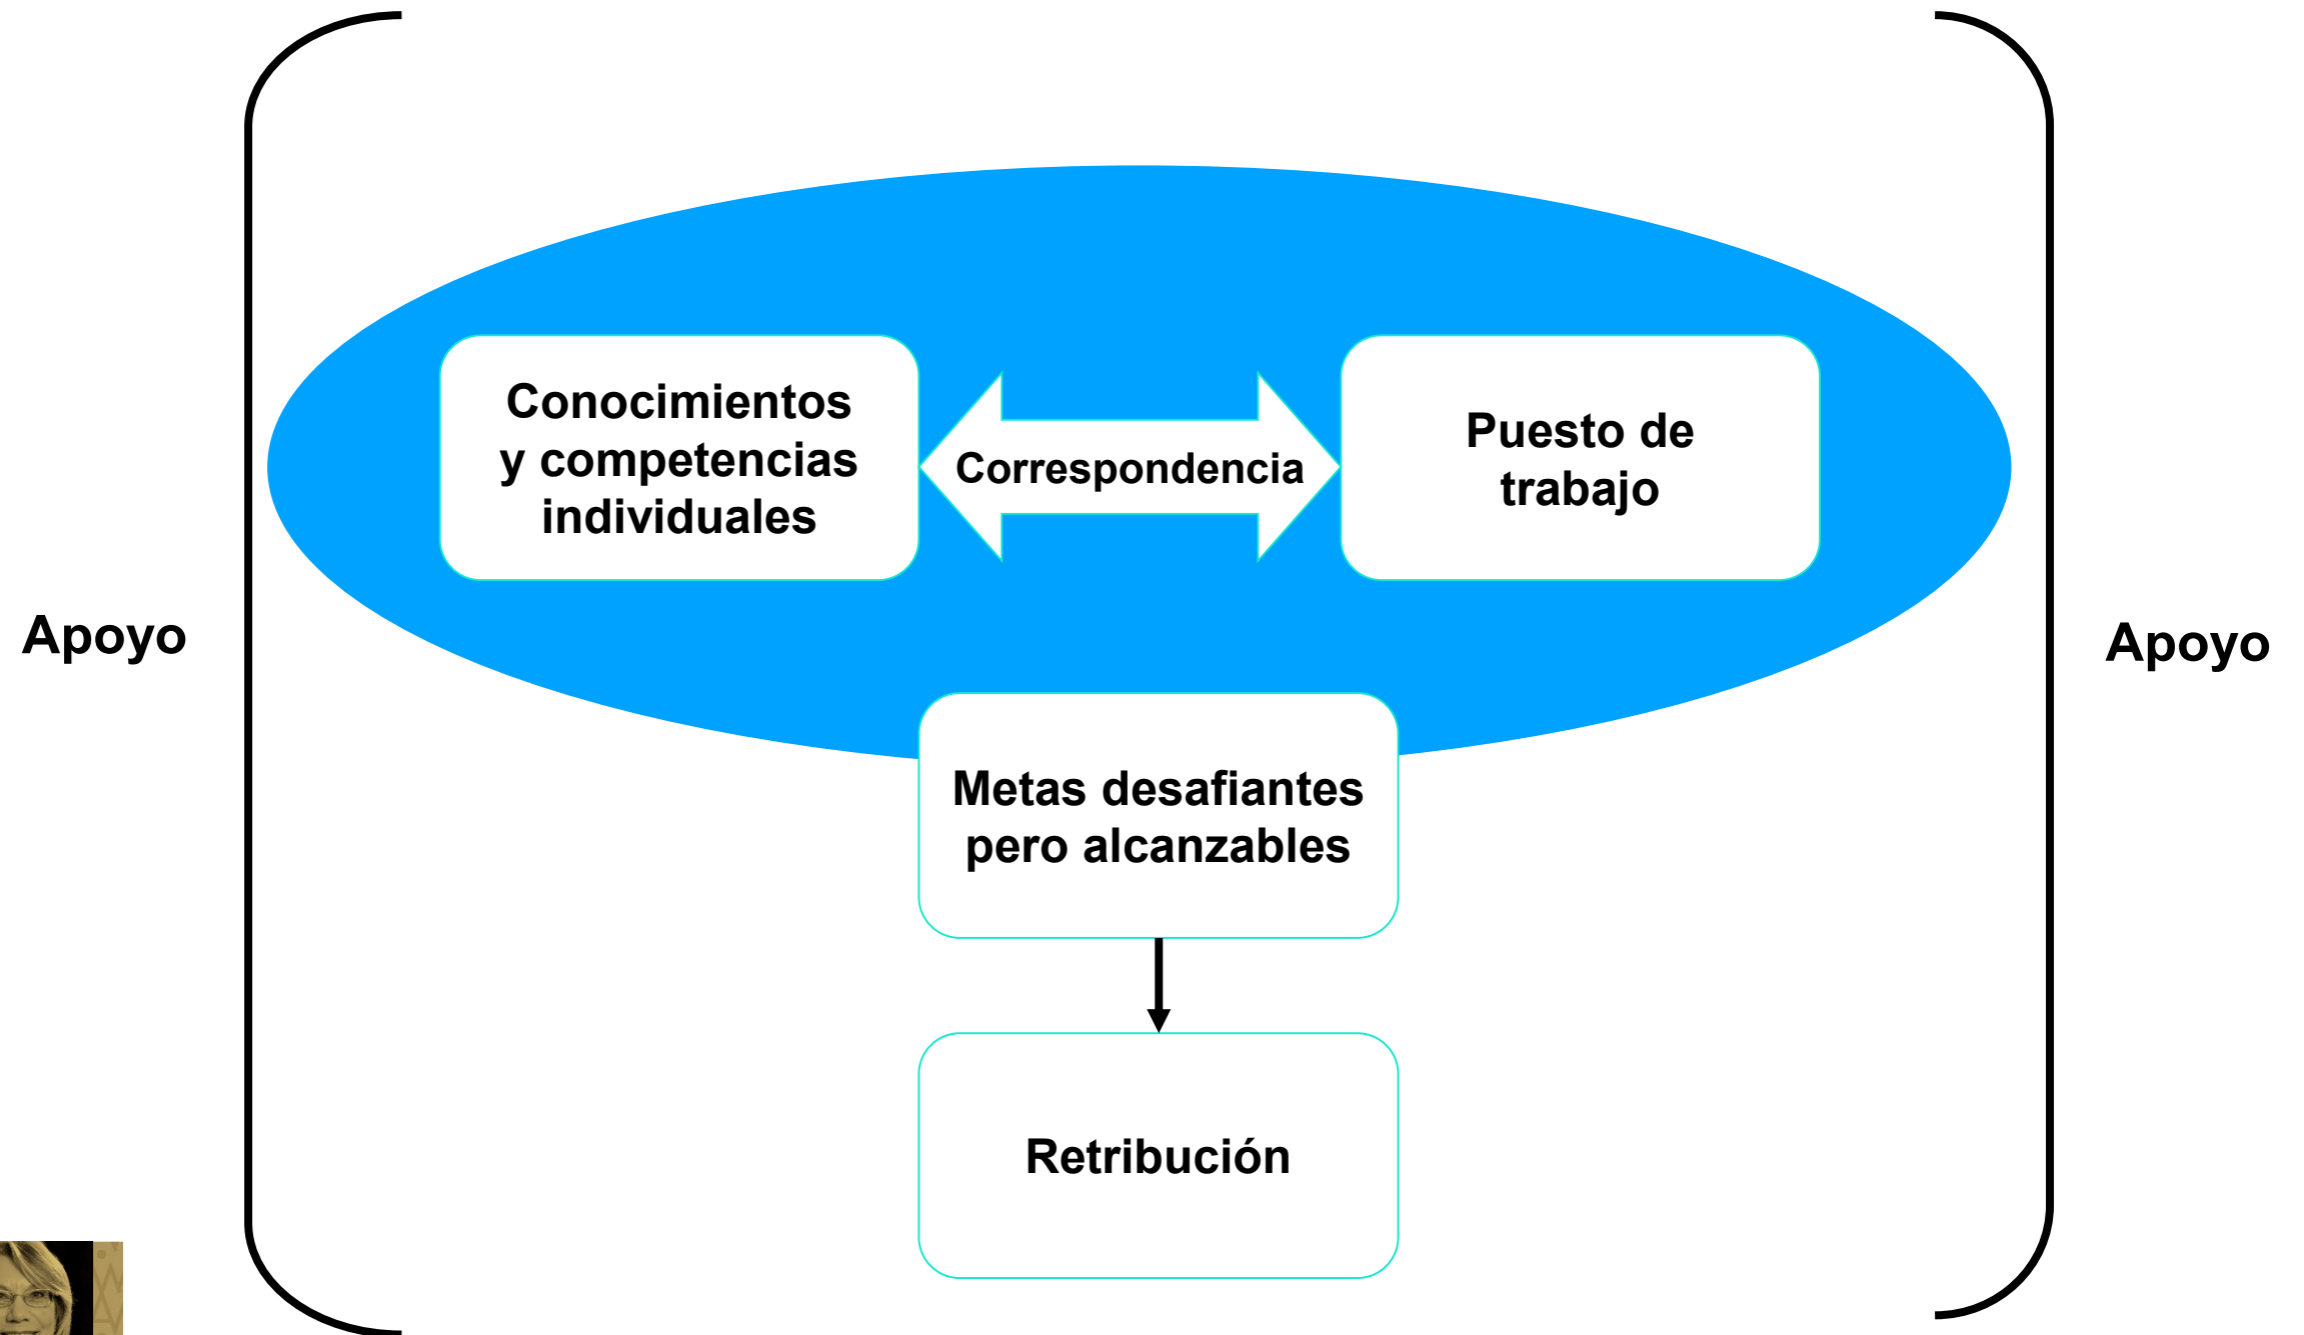 Conocimientos
y competencias
individuales
Correspondencia
Puesto de
trabajo
Apoyo
Apoyo
Metas desafiantes
pero alcanzables
Retribución